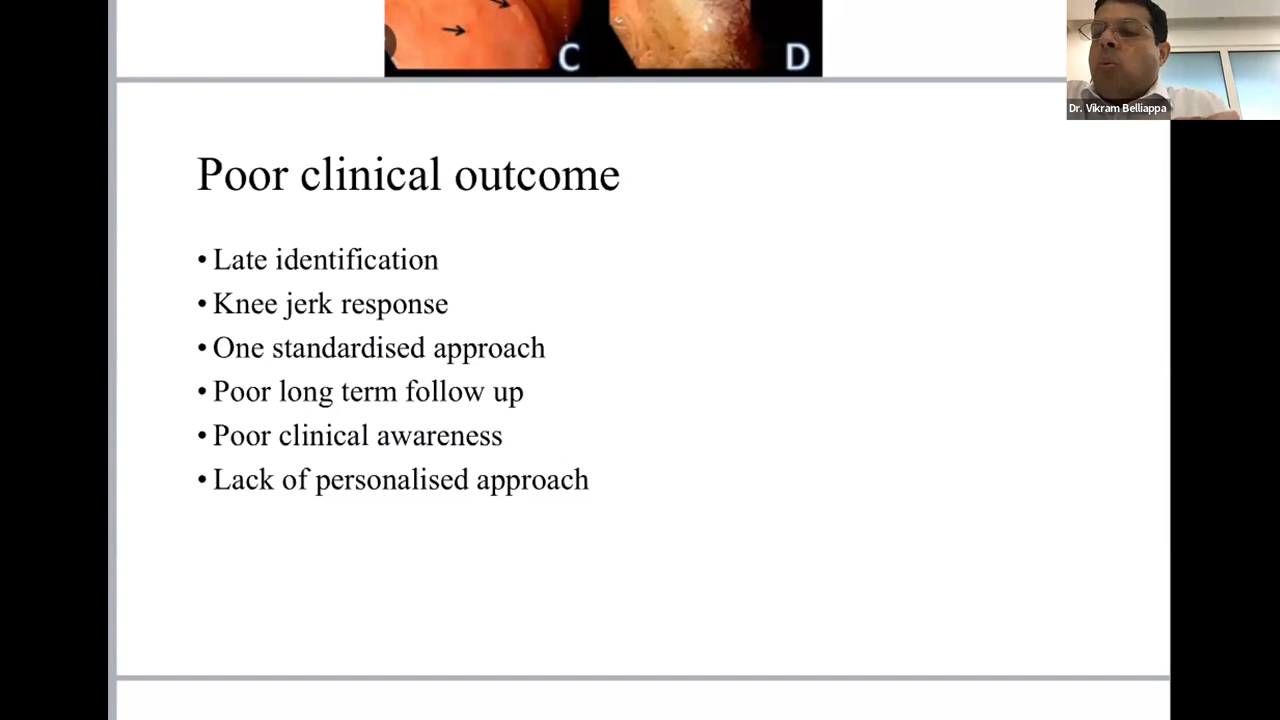 C
D
Dr. Vikram Belliappa
Poor clinical outcome
• Late identification
• Knee jerk response
• One standardised approach
• Poor long term follow up
• Poor clinical awareness
• Lack of personalised approach